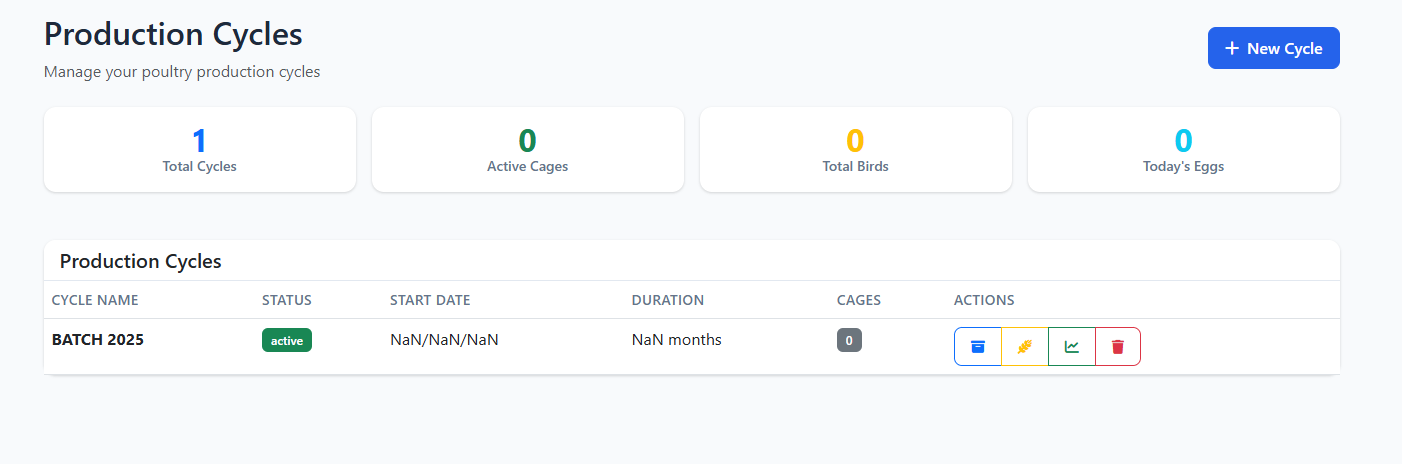 Production Cycles
Manage your poultry production cycles
New Cycle
1
Total Cycles
0
Active Cages
0
Total Birds
0
Today's Eggs
Production Cycles
CYCLE NAME STATUS START DATE DURATION CAGES ACTIONS
BATCH 2025 active NaN/NaN/NaN NaN months 0